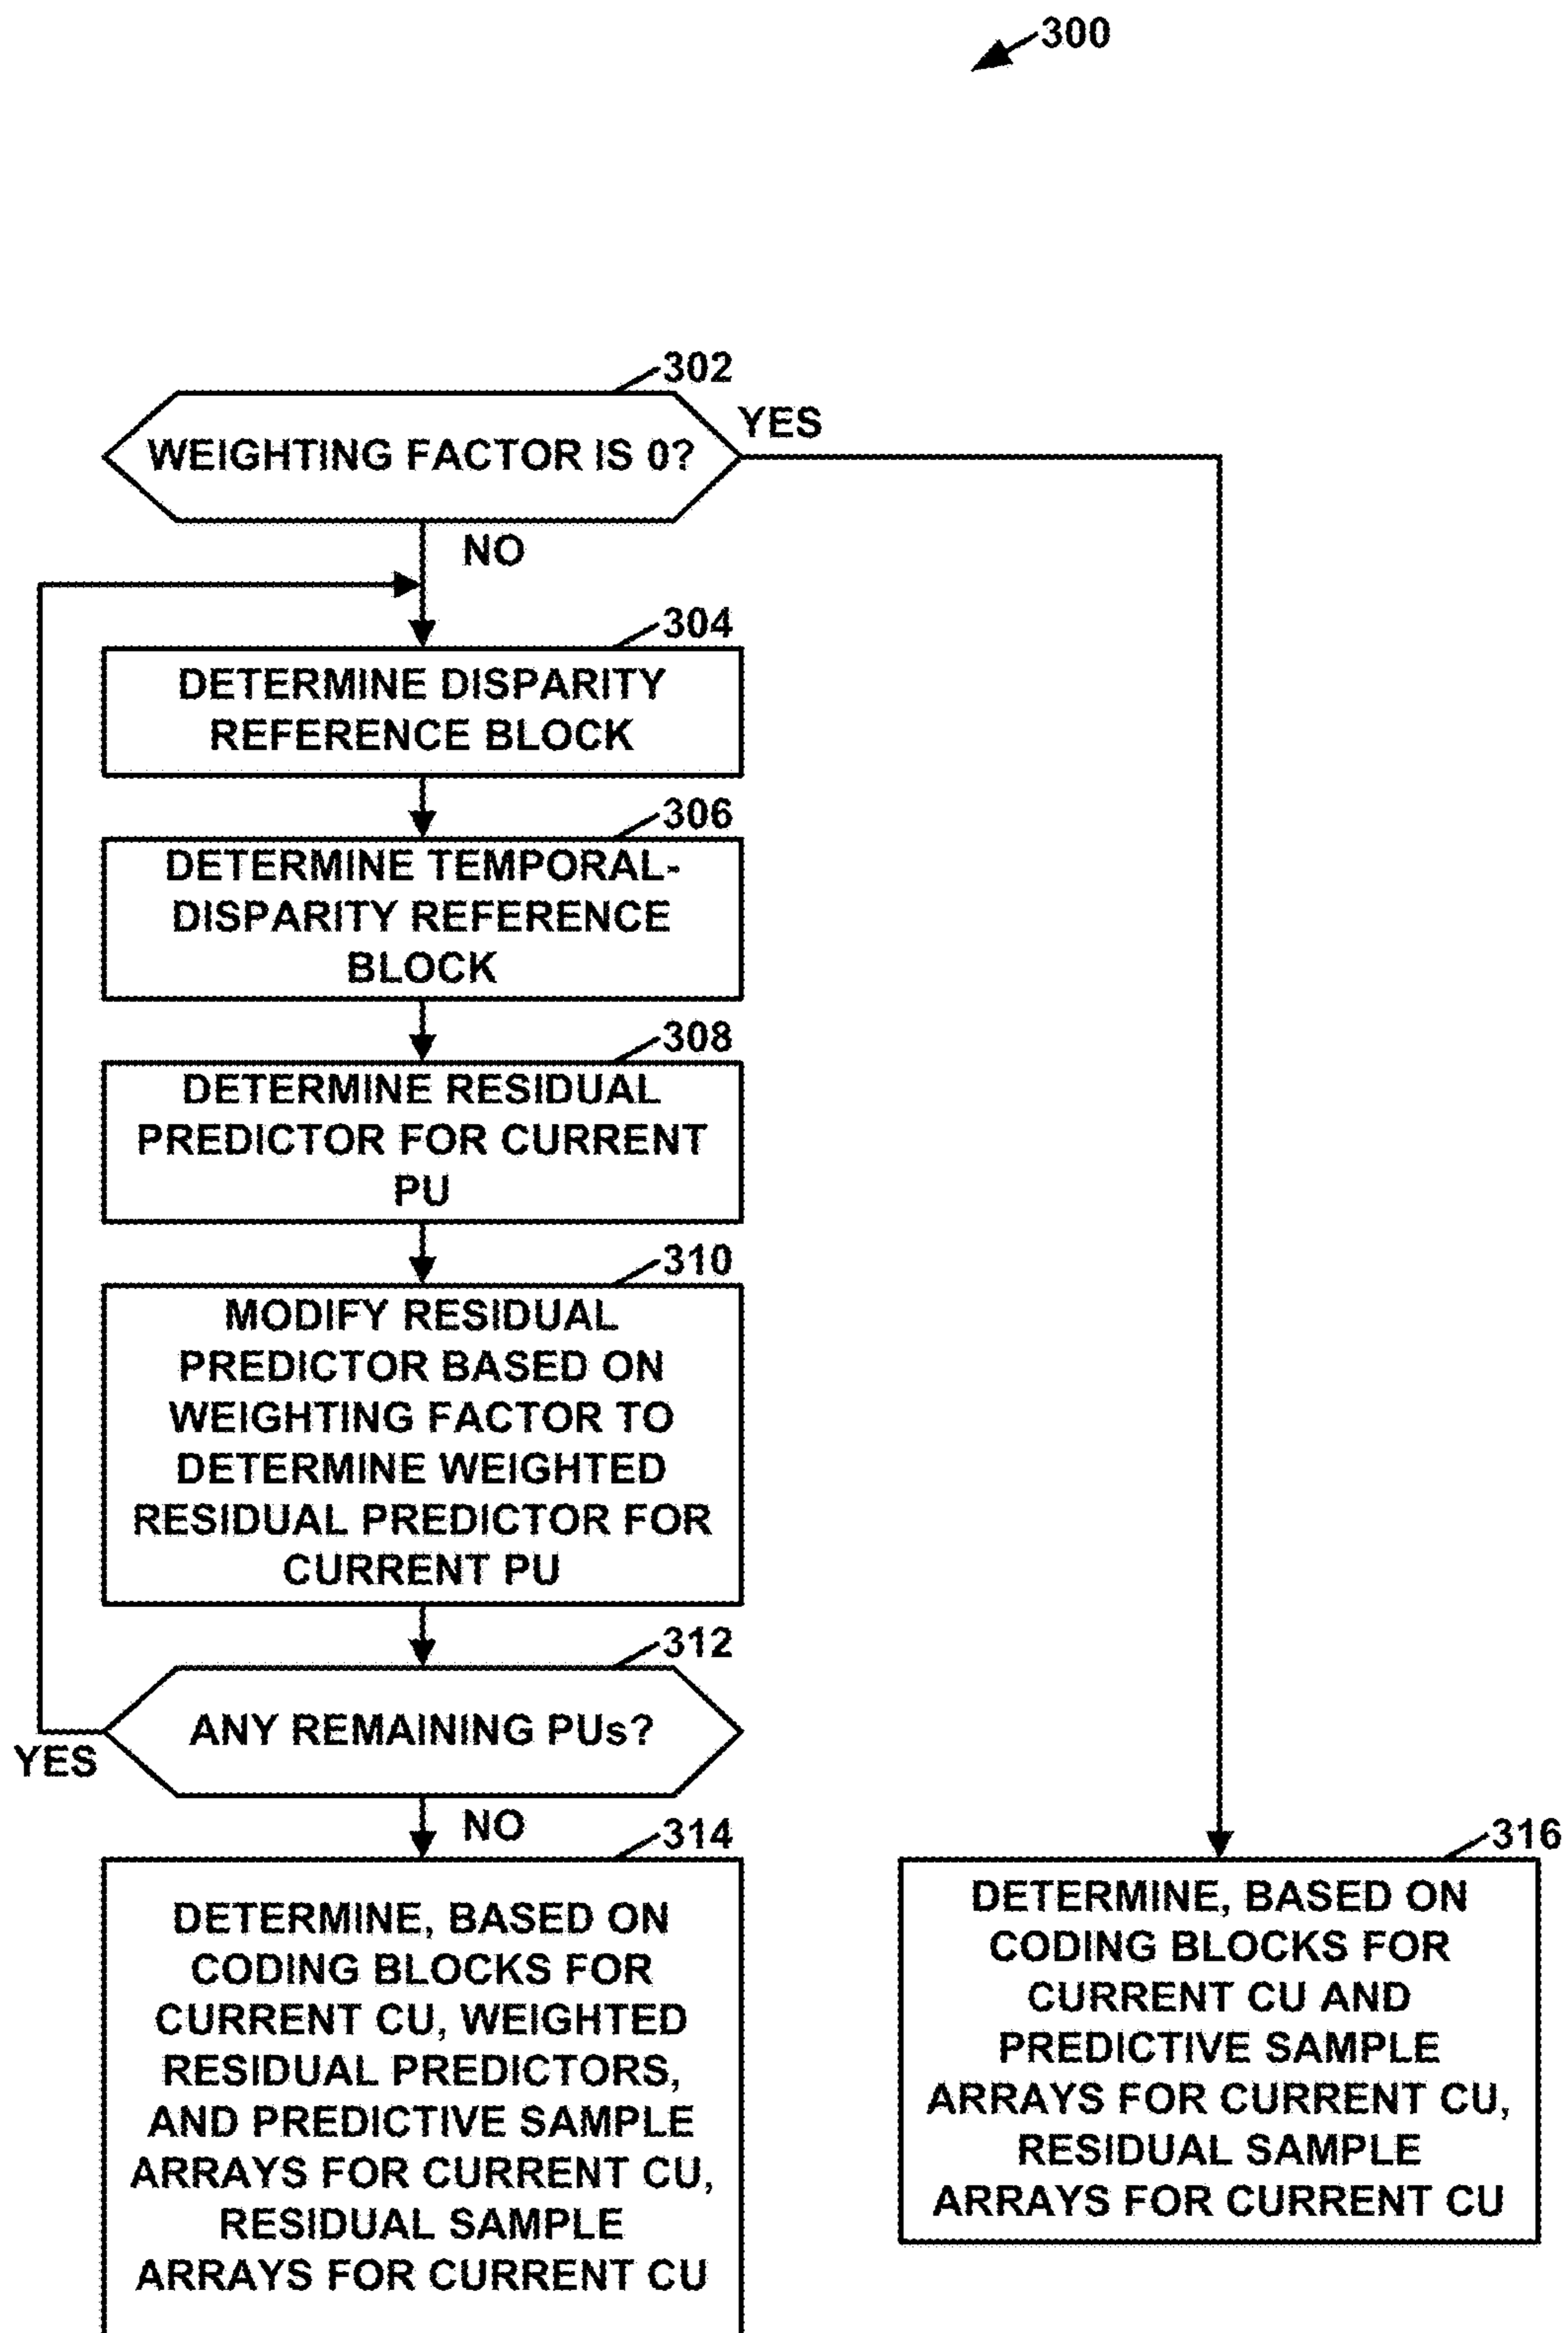 300
302
WEIGHTING FACTOR IS 0?
YES
NO
304
DETERMINE DISPARITY
REFERENCE BLOCK
306
DETERMINE TEMPORAL-
DISPARITY REFERENCE
BLOCK
308
DETERMINE RESIDUAL
PREDICTOR FOR CURRENT
PU
310
MODIFY RESIDUAL
PREDICTOR BASED ON
WEIGHTING FACTOR TO
DETERMINE WEIGHTED
RESIDUAL PREDICTOR FOR
CURRENT PU
312
ANY REMAINING PUs?
YES
NO
314
DETERMINE, BASED ON
CODING BLOCKS FOR
CURRENT CU, WEIGHTED
RESIDUAL PREDICTORS,
AND PREDICTIVE SAMPLE
ARRAYS FOR CURRENT CU,
RESIDUAL SAMPLE
ARRAYS FOR CURRENT CU
316
DETERMINE, BASED ON
CODING BLOCKS FOR
CURRENT CU AND
PREDICTIVE SAMPLE
ARRAYS FOR CURRENT CU,
RESIDUAL SAMPLE
ARRAYS FOR CURRENT CU